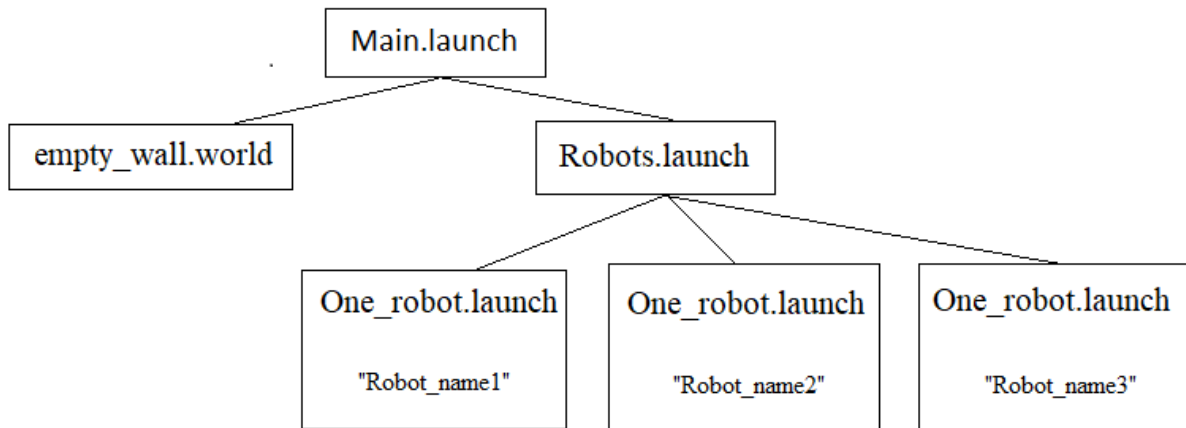 Main.launch
empty_wall.world
Robots.launch
One_robot.launch
"Robot_name1"
One_robot.launch
"Robot_name2"
One_robot.launch
"Robot_name3"